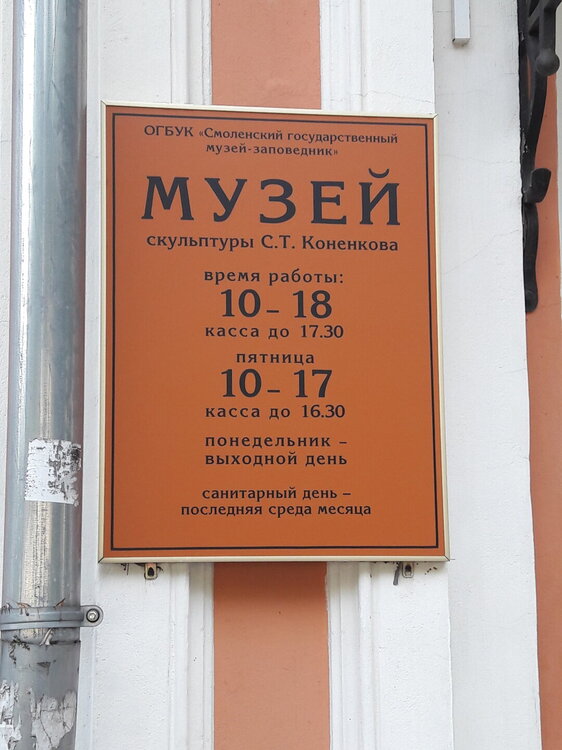 ОГБУК «Смоленский государственный
музей-заповедник»
МУЗЕЙ
скульптуры С.Т. Коненкова
время работы:
10 – 18
касса до 17.30
пятница
10 – 17
касса до 16.30
понедельник –
выходной день
санитарный день –
последняя среда месяца